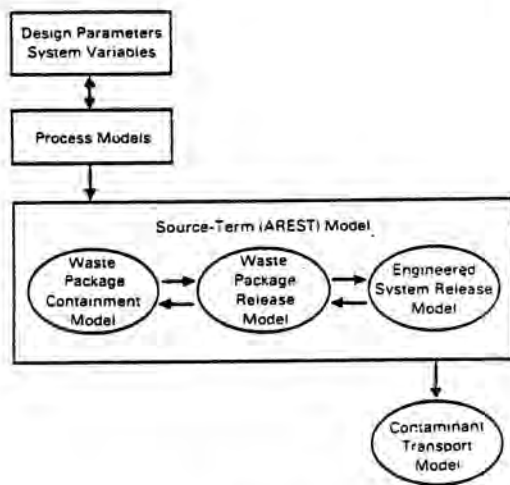 Design Parameters
System Variables
Process Models
Source-Term (AREST) Model
Waste
Package
Containment
Model
Waste
Package
Release
Model
Engineered
System Release
Model
Contaminant
Transport
Model